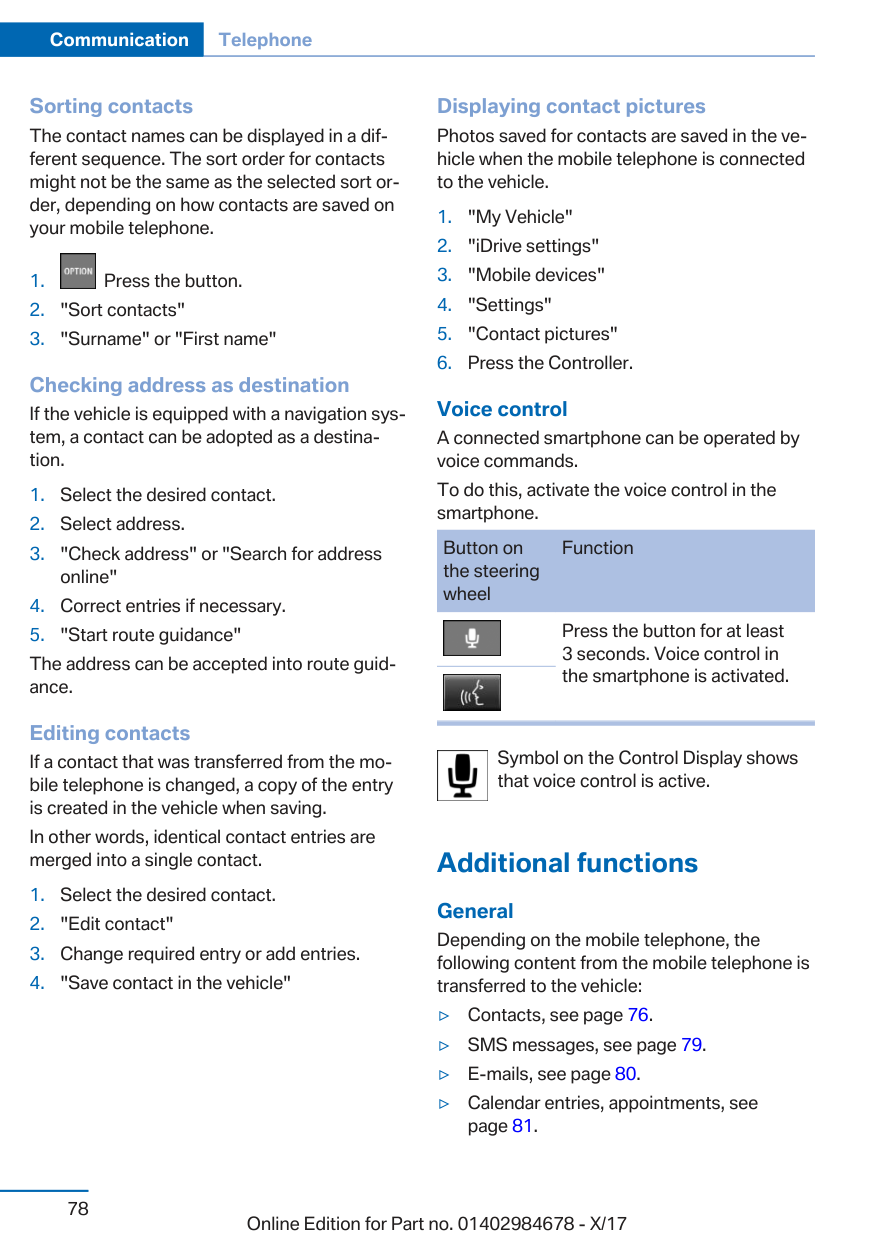 Communication Telephone
Sorting contacts
The contact names can be displayed in a dif-
ferent sequence. The sort order for contacts
might not be the same as the selected sort or-
der, depending on how contacts are saved on
your mobile telephone.
1. OPTION Press the button.
2. "Sort contacts"
3. "Surname" or "First name"
Checking address as destination
If the vehicle is equipped with a navigation sys-
tem, a contact can be adopted as a destina-
tion.
1. Select the desired contact.
2. Select address.
3. "Check address" or "Search for address
online"
4. Correct entries if necessary.
5. "Start route guidance"
The address can be accepted into route guid-
ance.
Editing contacts
If a contact that was transferred from the mo-
bile telephone is changed, a copy of the entry
is created in the vehicle when saving.
In other words, identical contact entries are
merged into a single contact.
1. Select the desired contact.
2. "Edit contact"
3. Change required entry or add entries.
4. "Save contact in the vehicle"
Displaying contact pictures
Photos saved for contacts are saved in the ve-
hicle when the mobile telephone is connected
to the vehicle.
1. "My Vehicle"
2. "iDrive settings"
3. "Mobile devices"
4. "Settings"
5. "Contact pictures"
6. Press the Controller.
Voice control
A connected smartphone can be operated by
voice commands.
To do this, activate the voice control in the
smartphone.
Button on Function
the steering
wheel
Press the button for at least
3 seconds. Voice control in
the smartphone is activated.
Symbol on the Control Display shows
that voice control is active.
Additional functions
General
Depending on the mobile telephone, the
following content from the mobile telephone is
transferred to the vehicle:
▷ Contacts, see page 76.
▷ SMS messages, see page 79.
▷ E-mails, see page 80.
▷ Calendar entries, appointments, see
page 81.
78
Online Edition for Part no. 01402984678 - X/17